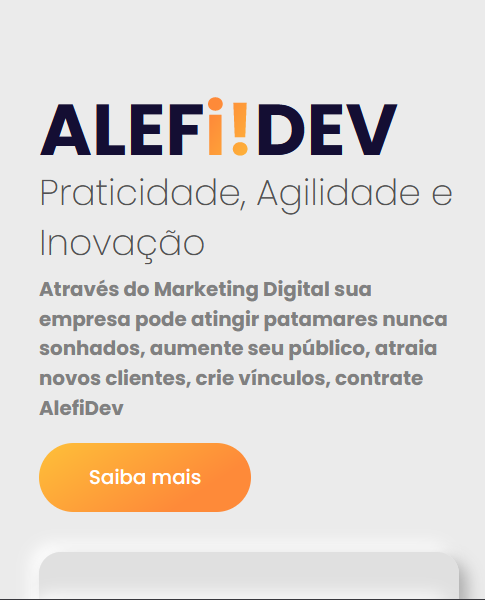 ALEFi!DEV
Praticidade, Agilidade e
Inovação
Através do Marketing Digital sua
empresa pode atingir patamares nunca
sonhados, aumente seu público, atraia
novos clientes, crie vínculos, contrate
AlefiDev
Saiba mais